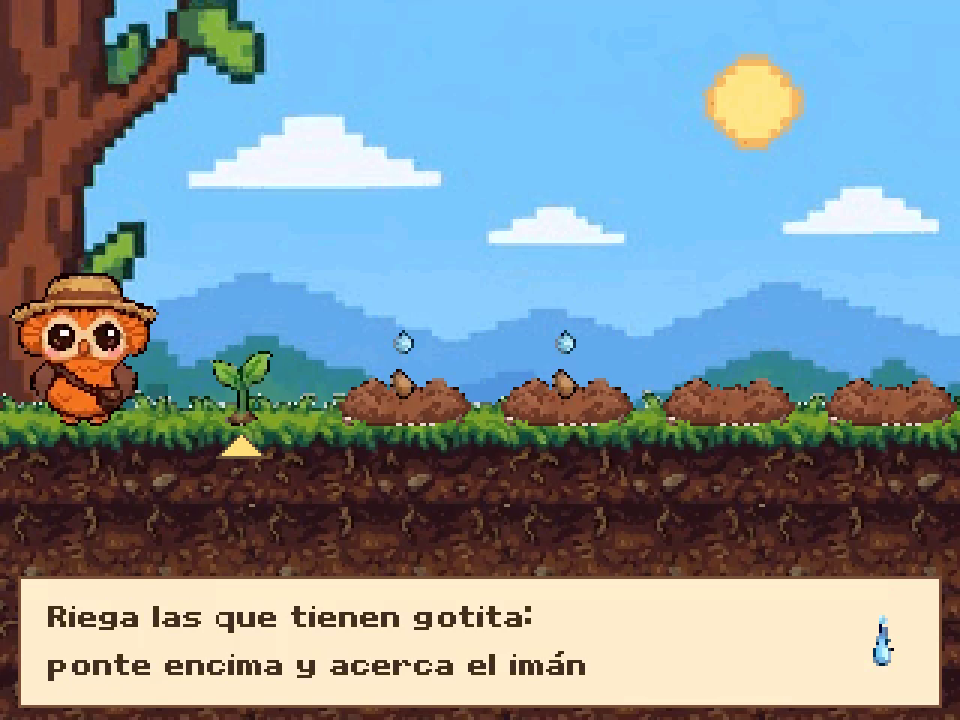 Riega las que tienen gotita:
ponte encima y acerca el imán